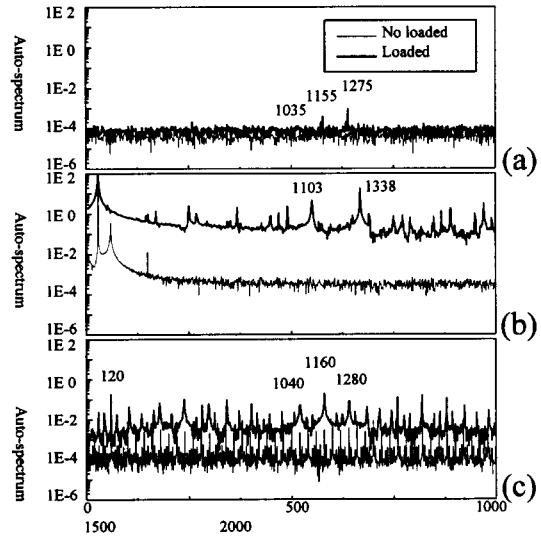 Auto-spectrum
1E 2
1E 0
1E-2
1E-4
1E-6
No loaded
Loaded
1035
1155
1275
(a)
Auto-spectrum
1E 2
1E 0
1E-2
1E-4
1E-6
1103
1338
(b)
Auto-spectrum
1E 2
1E 0
1E-2
1E-4
1E-6
120
1040
1160
1280
(c)
0 500 1000
1500 2000